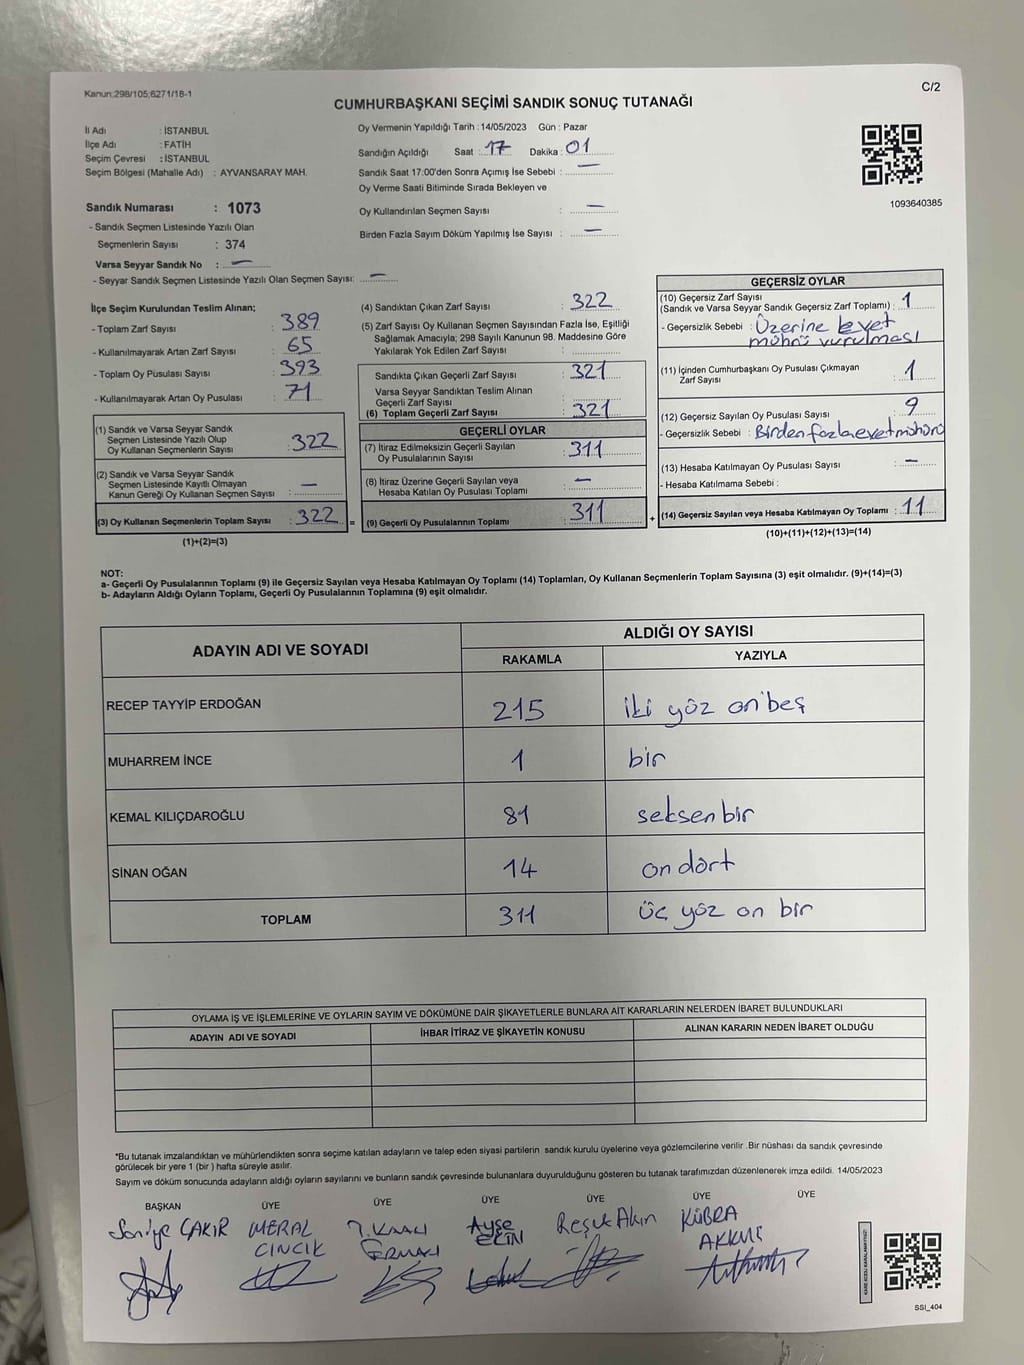 Kanun;298/105;6271/18-1
C/2
CUMHURBAŞKANI SEÇİMİ SANDIK SONUÇ TUTANAĞI
İl Adı : İSTANBUL
İlçe Adı : FATİH
Seçim Çevresi : İSTANBUL
Seçim Bölgesi (Mahalle Adı) : AYVANSARAY MAH.
Oy Vermenin Yapıldığı Tarih : 14/05/2023 Gün : Pazar
Sandığın Açıldığı Saat : 17 Dakika : 01
Sandık Saat 17:00'den Sonra Açımış İse Sebebi : —
Oy Verme Saati Bitiminde Sırada Bekleyen ve
Oy Kullandırılan Seçmen Sayısı : —
Birden Fazla Sayım Döküm Yapılmış İse Sayısı : —
1093640385
Sandık Numarası : 1073
- Sandık Seçmen Listesinde Yazılı Olan
Seçmenlerin Sayısı : 374
Varsa Seyyar Sandık No : —
- Seyyar Sandık Seçmen Listesinde Yazılı Olan Seçmen Sayısı: —
İlçe Seçim Kurulundan Teslim Alınan;
- Toplam Zarf Sayısı : 389
- Kullanılmayarak Artan Zarf Sayısı : 65
- Toplam Oy Pusulası Sayısı : 393
- Kullanılmayarak Artan Oy Pusulası : 71
(1) Sandık ve Varsa Seyyar Sandık
Seçmen Listesinde Yazılı Olup
Oy Kullanan Seçmenlerin Sayısı : 322
(2) Sandık ve Varsa Seyyar Sandık
Seçmen Listesinde Kayıtlı Olmayan
Kanun Gereği Oy Kullanan Seçmen Sayısı : —
(3) Oy Kullanan Seçmenlerin Toplam Sayısı : 322 =
(1)+(2)=(3)
(4) Sandıktan Çıkan Zarf Sayısı : 322
(5) Zarf Sayısı Oy Kullanan Seçmen Sayısından Fazla İse, Eşitliği
Sağlamak Amacıyla; 298 Sayılı Kanunun 98. Maddesine Göre
Yakılarak Yok Edilen Zarf Sayısı :
Sandıkta Çıkan Geçerli Zarf Sayısı : 321
Varsa Seyyar Sandıktan Teslim Alınan
Geçerli Zarf Sayısı :
(6) Toplam Geçerli Zarf Sayısı : 321
GEÇERLİ OYLAR
(7) İtiraz Edilmeksizin Geçerli Sayılan
Oy Pusulalarının Sayısı : 311
(8) İtiraz Üzerine Geçerli Sayılan veya
Hesaba Katılan Oy Pusulası Toplamı : —
(9) Geçerli Oy Pusulalarının Toplamı : 311 +
GEÇERSİZ OYLAR
(10) Geçersiz Zarf Sayısı
(Sandık ve Varsa Seyyar Sandık Geçersiz Zarf Toplamı) : 1
- Geçersizlik Sebebi : Üzerine evet
mührü vurulması
(11) İçinden Cumhurbaşkanı Oy Pusulası Çıkmayan
Zarf Sayısı : 1
(12) Geçersiz Sayılan Oy Pusulası Sayısı : 9
- Geçersizlik Sebebi : Birden fazla evet mührü
(13) Hesaba Katılmayan Oy Pusulası Sayısı : —
- Hesaba Katılmama Sebebi :
(14) Geçersiz Sayılan veya Hesaba Katılmayan Oy Toplamı : 11
(10)+(11)+(12)+(13)=(14)
NOT:
a- Geçerli Oy Pusulalarının Toplamı (9) ile Geçersiz Sayılan veya Hesaba Katılmayan Oy Toplamı (14) Toplamları, Oy Kullanan Seçmenlerin Toplam Sayısına (3) eşit olmalıdır. (9)+(14)=(3)
b- Adayların Aldığı Oyların Toplamı, Geçerli Oy Pusulalarının Toplamına (9) eşit olmalıdır.
ADAYIN ADI VE SOYADI ALDIĞI OY SAYISI
RAKAMLA YAZIYLA
RECEP TAYYİP ERDOĞAN 215 iki yüz on beş
MUHARREM İNCE 1 bir
KEMAL KILIÇDAROĞLU 81 seksen bir
SİNAN OĞAN 14 on dört
TOPLAM 311 üç yüz on bir
OYLAMA İŞ VE İŞLEMLERİNE VE OYLARIN SAYIM VE DÖKÜMÜNE DAİR ŞİKAYETLERLE BUNLARA AİT KARARLARIN NELERDEN İBARET BULUNDUKLARI
ADAYIN ADI VE SOYADI İHBAR İTİRAZ VE ŞİKAYETİN KONUSU ALINAN KARARIN NEDEN İBARET OLDUĞU
*Bu tutanak imzalandıktan ve mühürlendikten sonra seçime katılan adayların ve talep eden siyasi partilerin sandık kurulu üyelerine veya gözlemcilerine verilir .Bir nüshası da sandık çevresinde
görülecek bir yere 1 (bir ) hafta süreyle asılır.
Sayım ve döküm sonucunda adayların aldığı oyların sayılarını ve bunların sandık çevresinde bulunanlara duyurulduğunu gösteren bu tutanak tarafımızdan düzenlenerek imza edildi. 14/05/2023
BAŞKAN ÜYE ÜYE ÜYE ÜYE ÜYE ÜYE
Soniye ÇAKIR MERAL Ayşe Reşuk Akın KÜBRA
CINCIK ELİN AKKUŞ
SSI_404